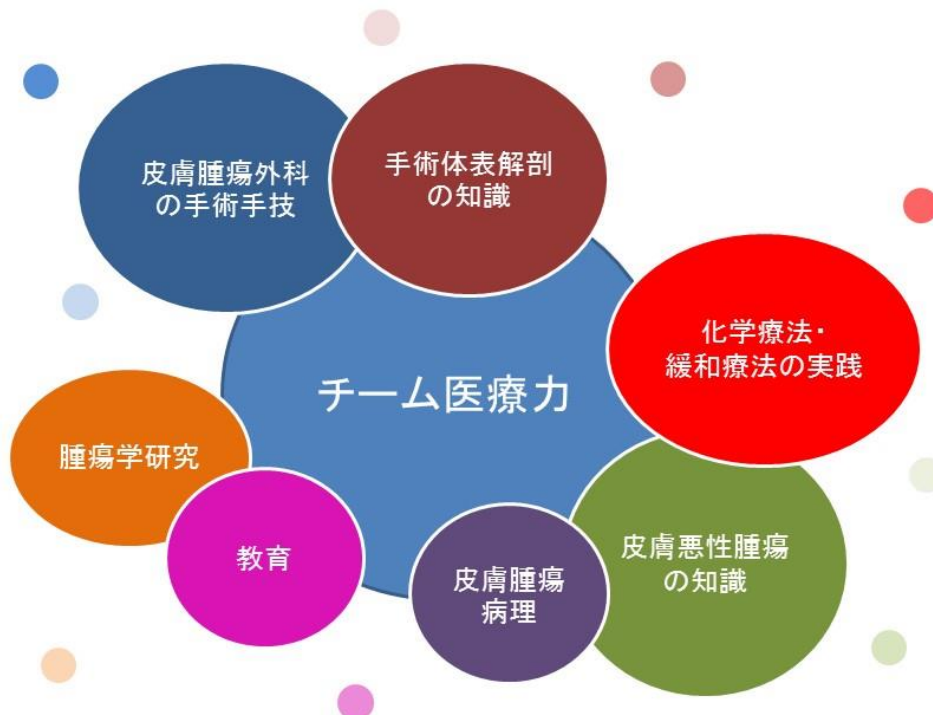 皮膚腫瘍外科
の手術手技
手術体表解剖
の知識
化学療法・
緩和療法の実践
チーム医療力
腫瘍学研究
教育
皮膚腫瘍
病理
皮膚悪性腫瘍
の知識